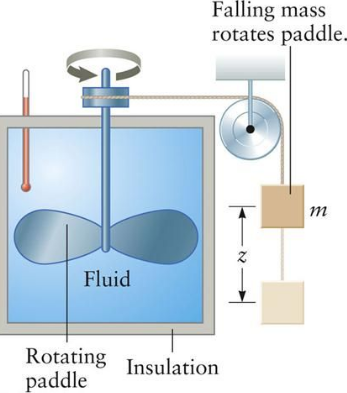 Falling mass
rotates paddle.
m
z
Fluid
Rotating
paddle
Insulation